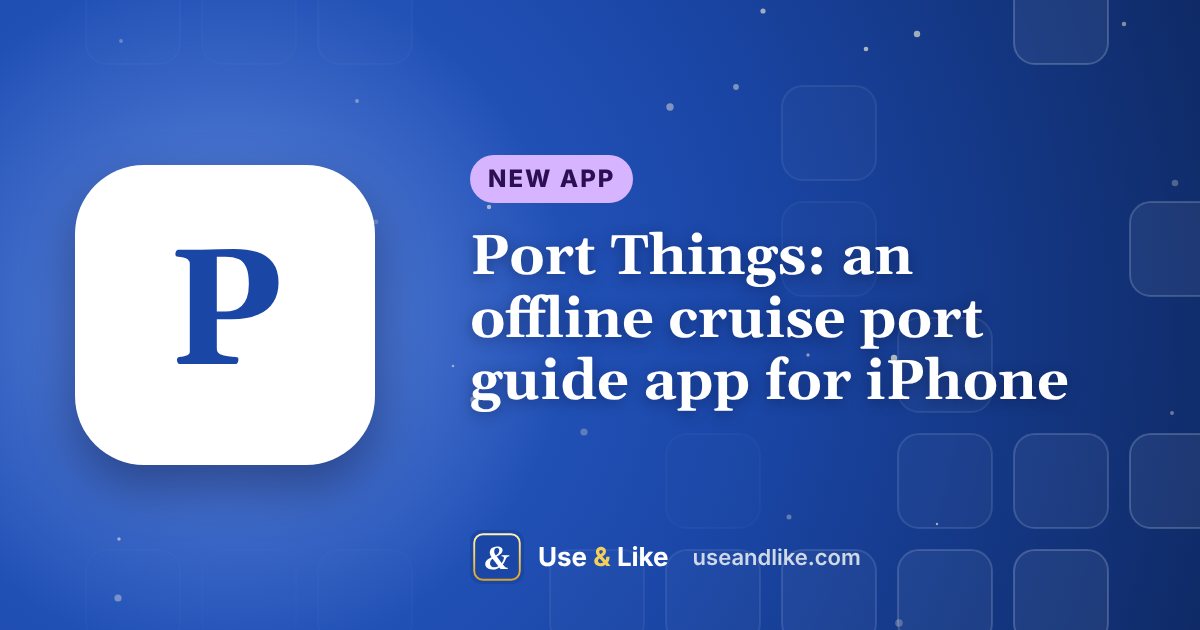 P
NEW APP
Port Things: an
offline cruise port
guide app for iPhone
& Use & Like useandlike.com